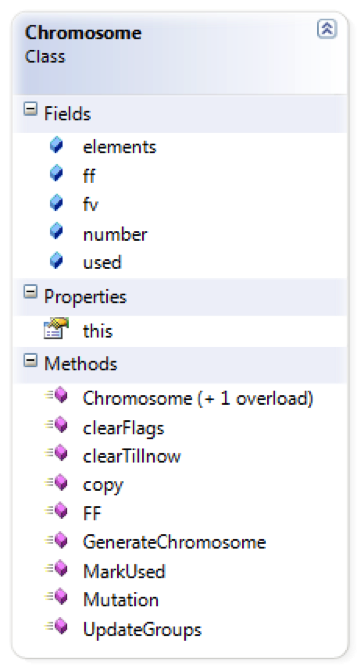 Chromosome
Class
Fields
elements
ff
fv
number
used
Properties
this
Methods
Chromosome (+ 1 overload)
clearFlags
clearTillnow
copy
FF
GenerateChromosome
MarkUsed
Mutation
UpdateGroups